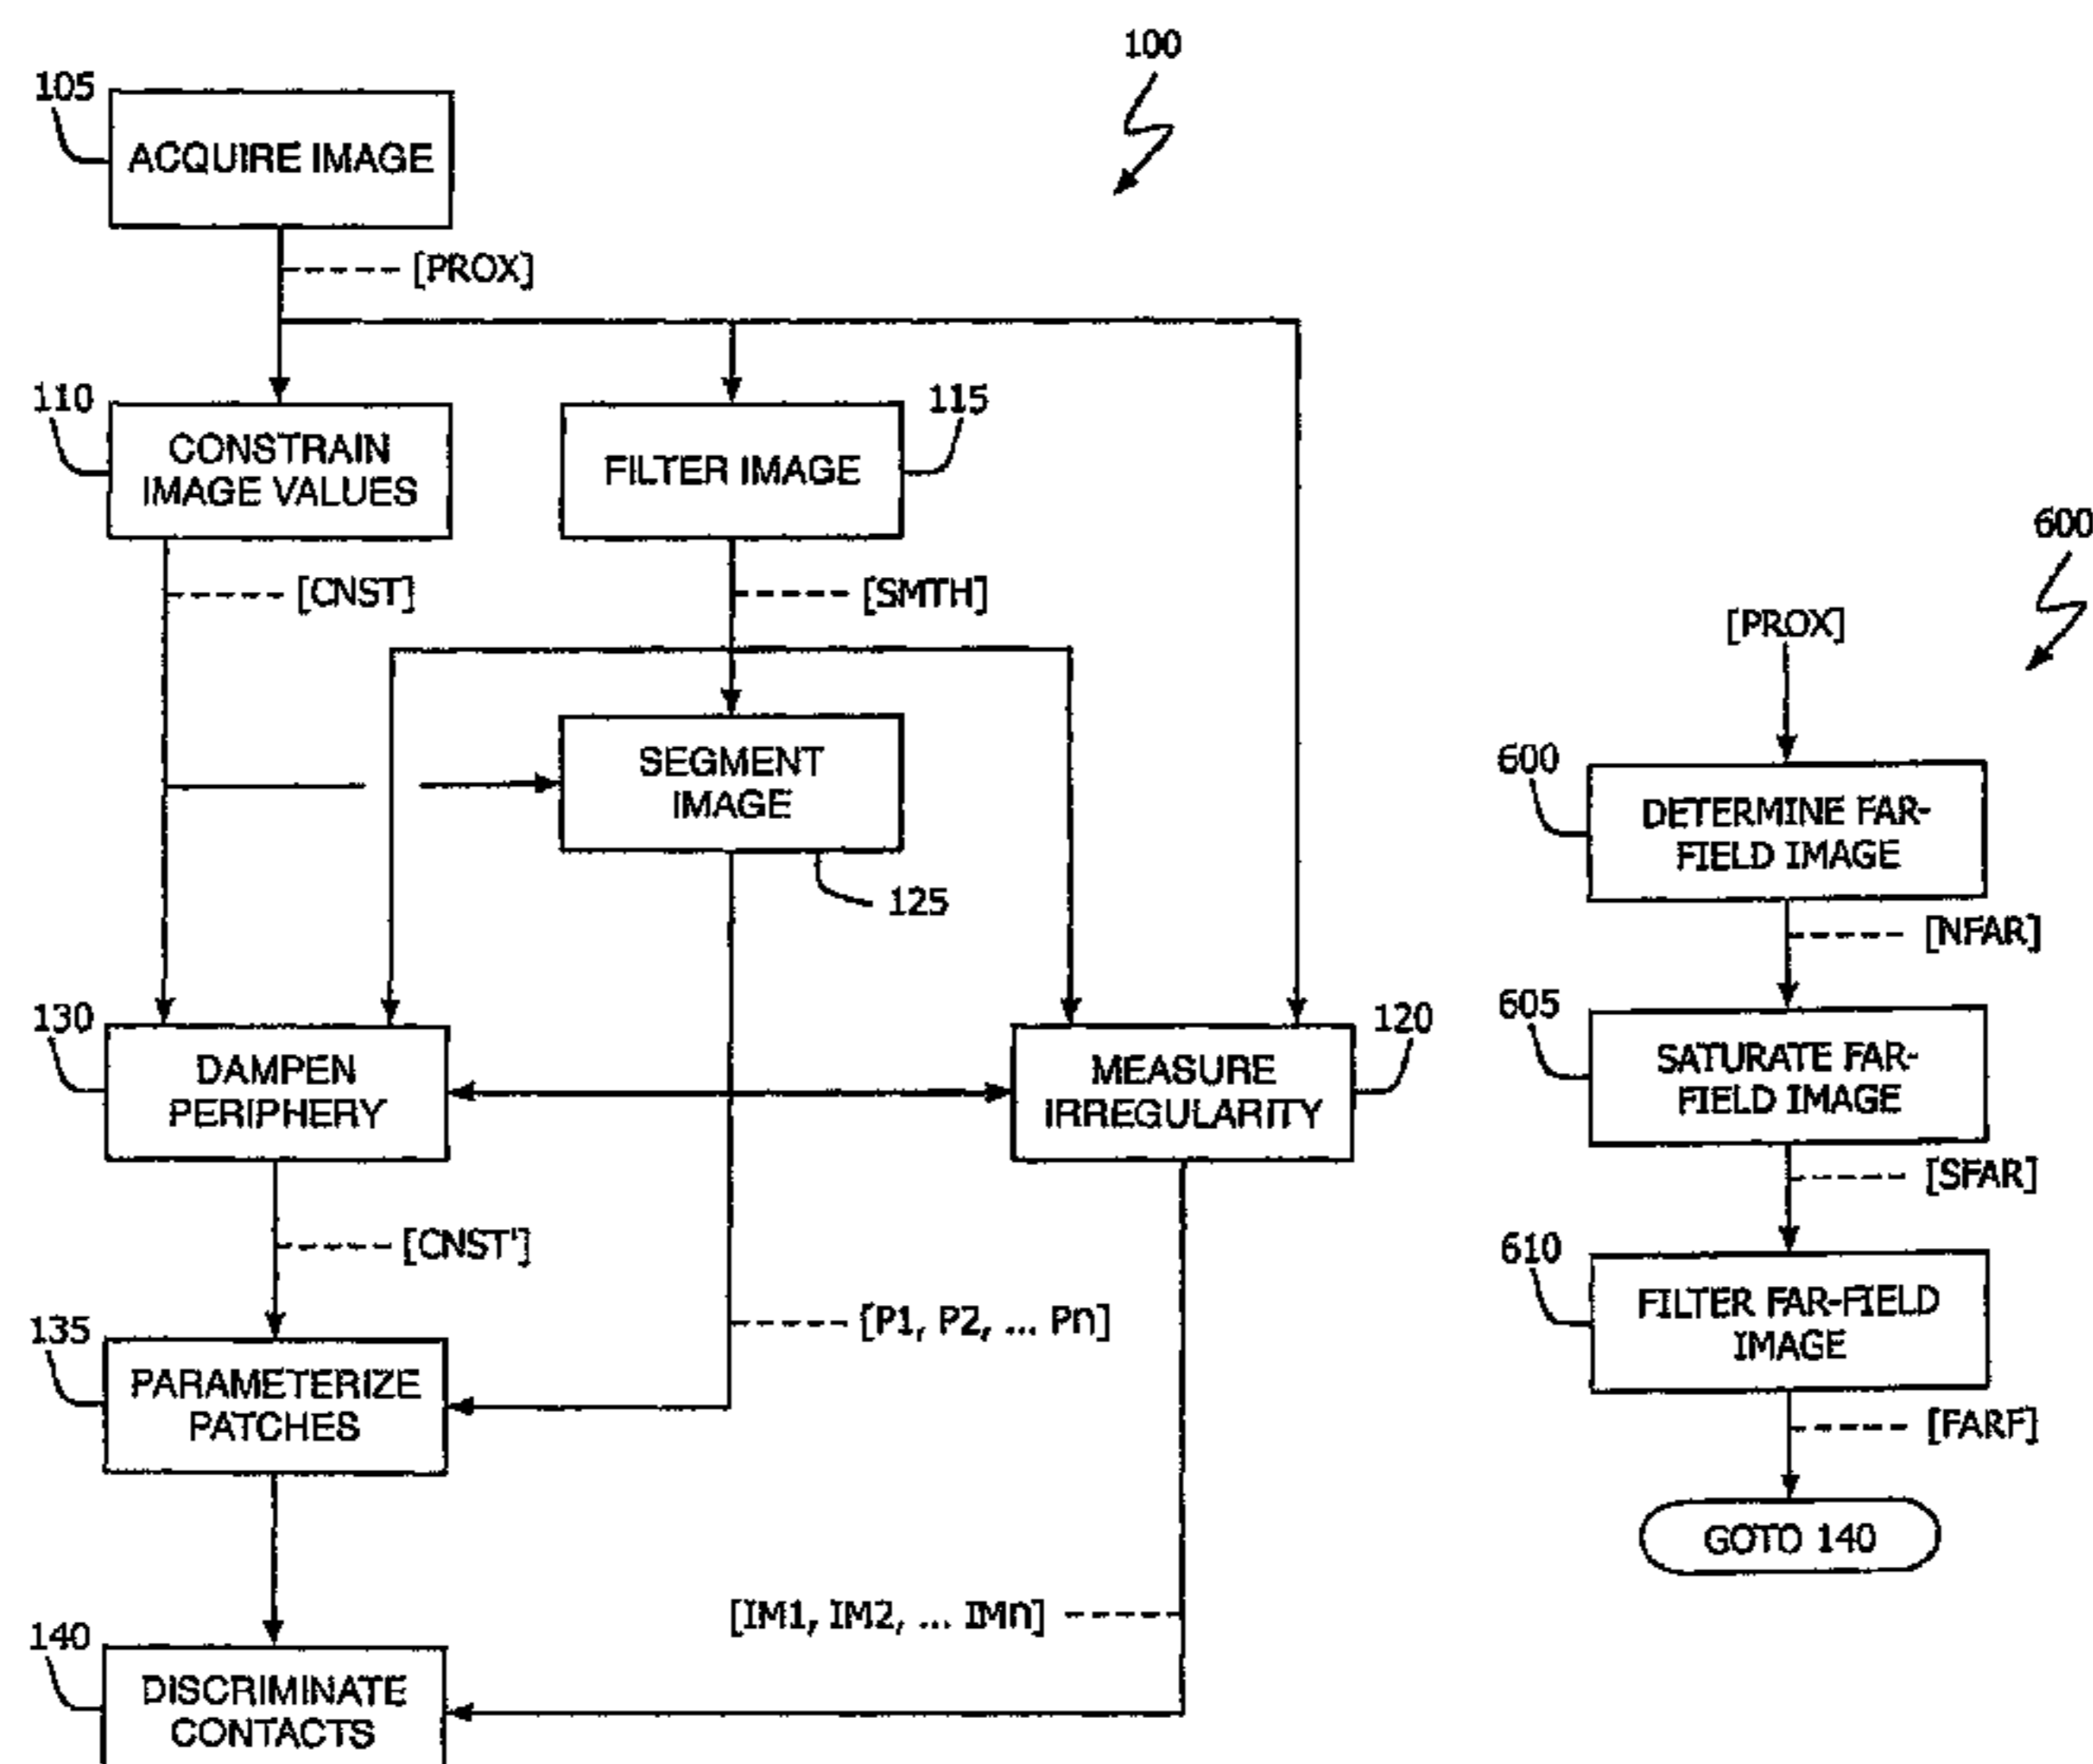 100
105
ACQUIRE IMAGE
[PROX]
110
CONSTRAIN
IMAGE VALUES
115
FILTER IMAGE
[CNST]
[SMTH]
SEGMENT
IMAGE
125
130
DAMPEN
PERIPHERY
120
MEASURE
IRREGULARITY
[CNST']
[P1, P2, ... Pn]
135
PARAMETERIZE
PATCHES
[IM1, IM2, ... IMn]
140
DISCRIMINATE
CONTACTS
600
[PROX]
600
DETERMINE FAR-
FIELD IMAGE
[NFAR]
605
SATURATE FAR-
FIELD IMAGE
[SFAR]
610
FILTER FAR-FIELD
IMAGE
[FARF]
GOTO 140